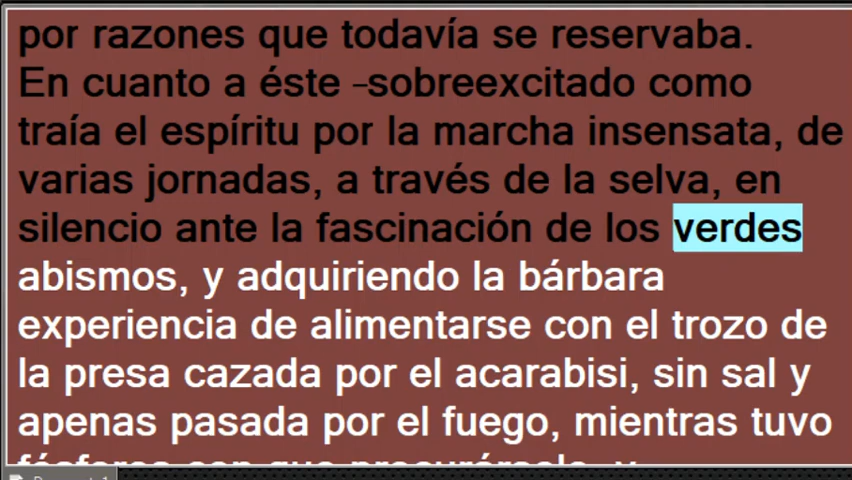 por razones que todavía se reservaba.
En cuanto a éste –sobreexcitado como
traía el espíritu por la marcha insensata, de
varias jornadas, a través de la selva, en
silencio ante la fascinación de los verdes
abismos, y adquiriendo la bárbara
experiencia de alimentarse con el trozo de
la presa cazada por el acarabisi, sin sal y
apenas pasada por el fuego, mientras tuvo